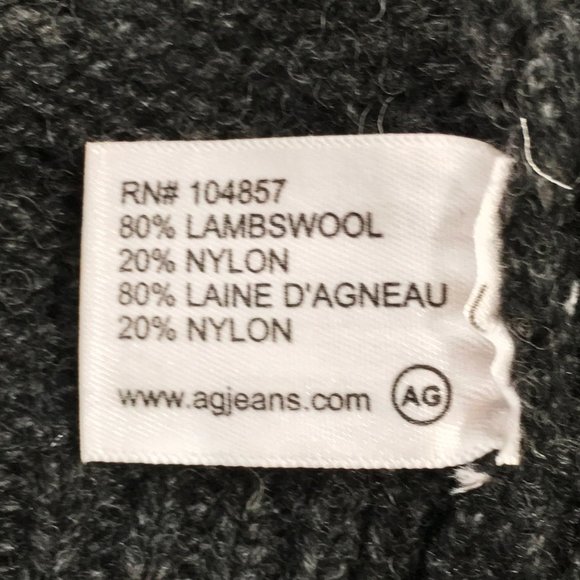 RN# 104857
80% LAMBSWOOL
20% NYLON
80% LAINE D'AGNEAU
20% NYLON
www.agjeans.com AG